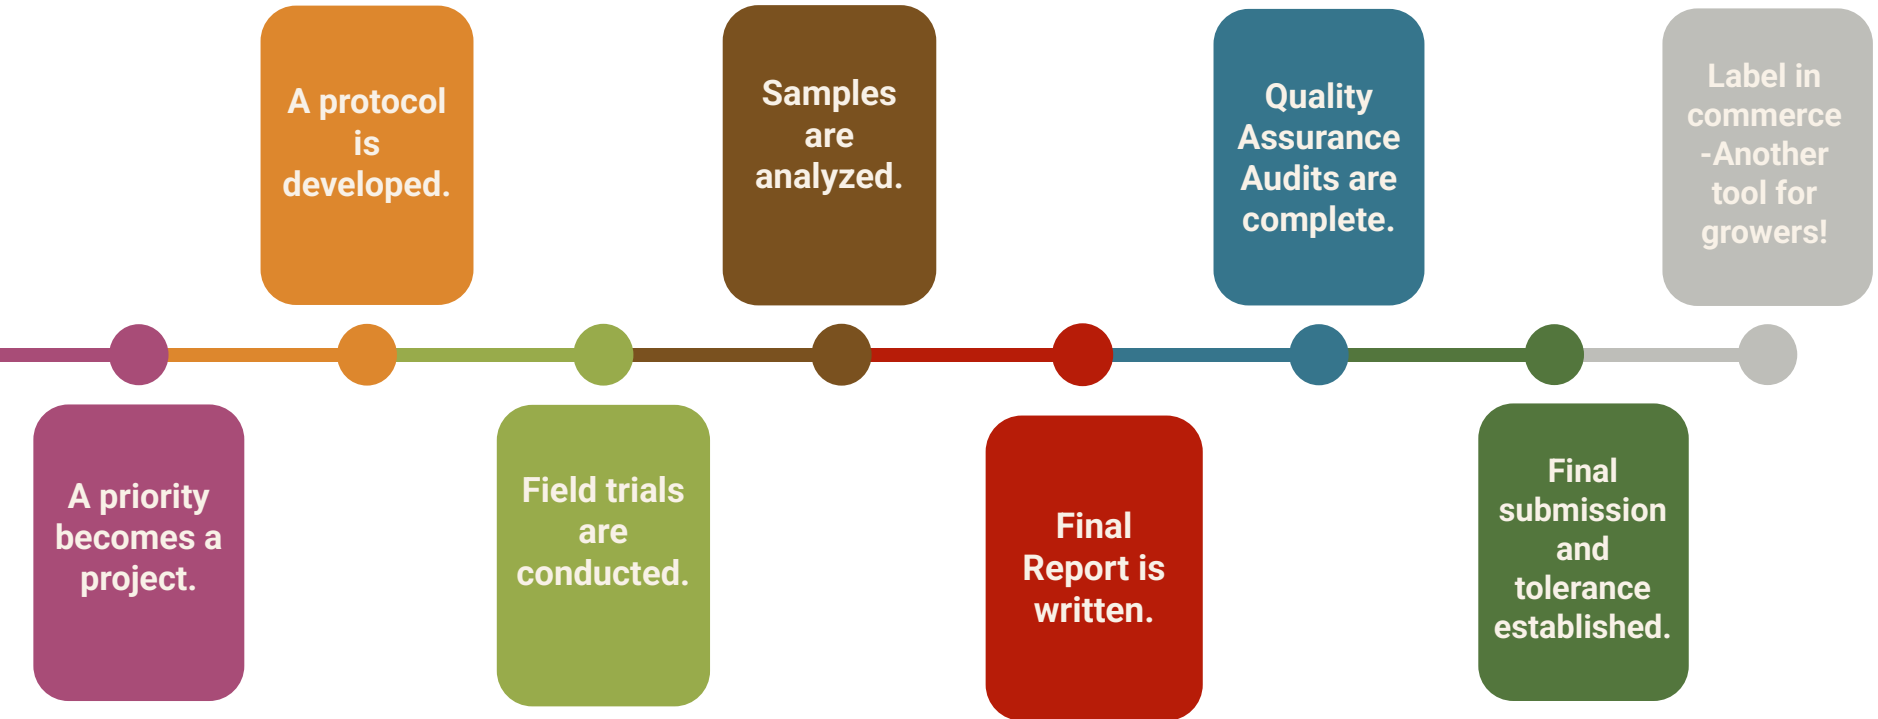 A priority
becomes a
project.
A protocol
is
developed.
Field trials
are
conducted.
Samples
are
analyzed.
Final
Report is
written.
Quality
Assurance
Audits are
complete.
Final
submission
and
tolerance
established.
Label in
commerce
-Another
tool for
growers!